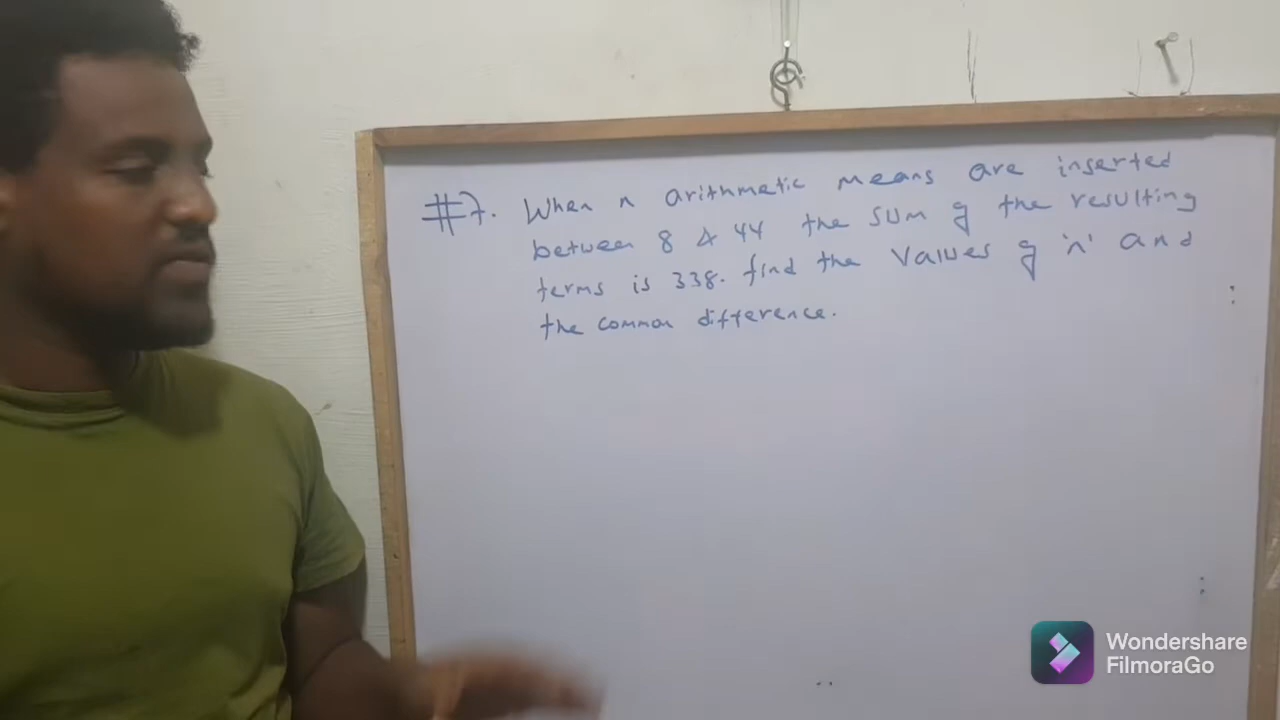 #7. When n arithmetic means are inserted
between 8 & 44 the sum of the resulting
terms is 338. find the values of 'n' and
the common difference.
Wondershare
FilmoraGo